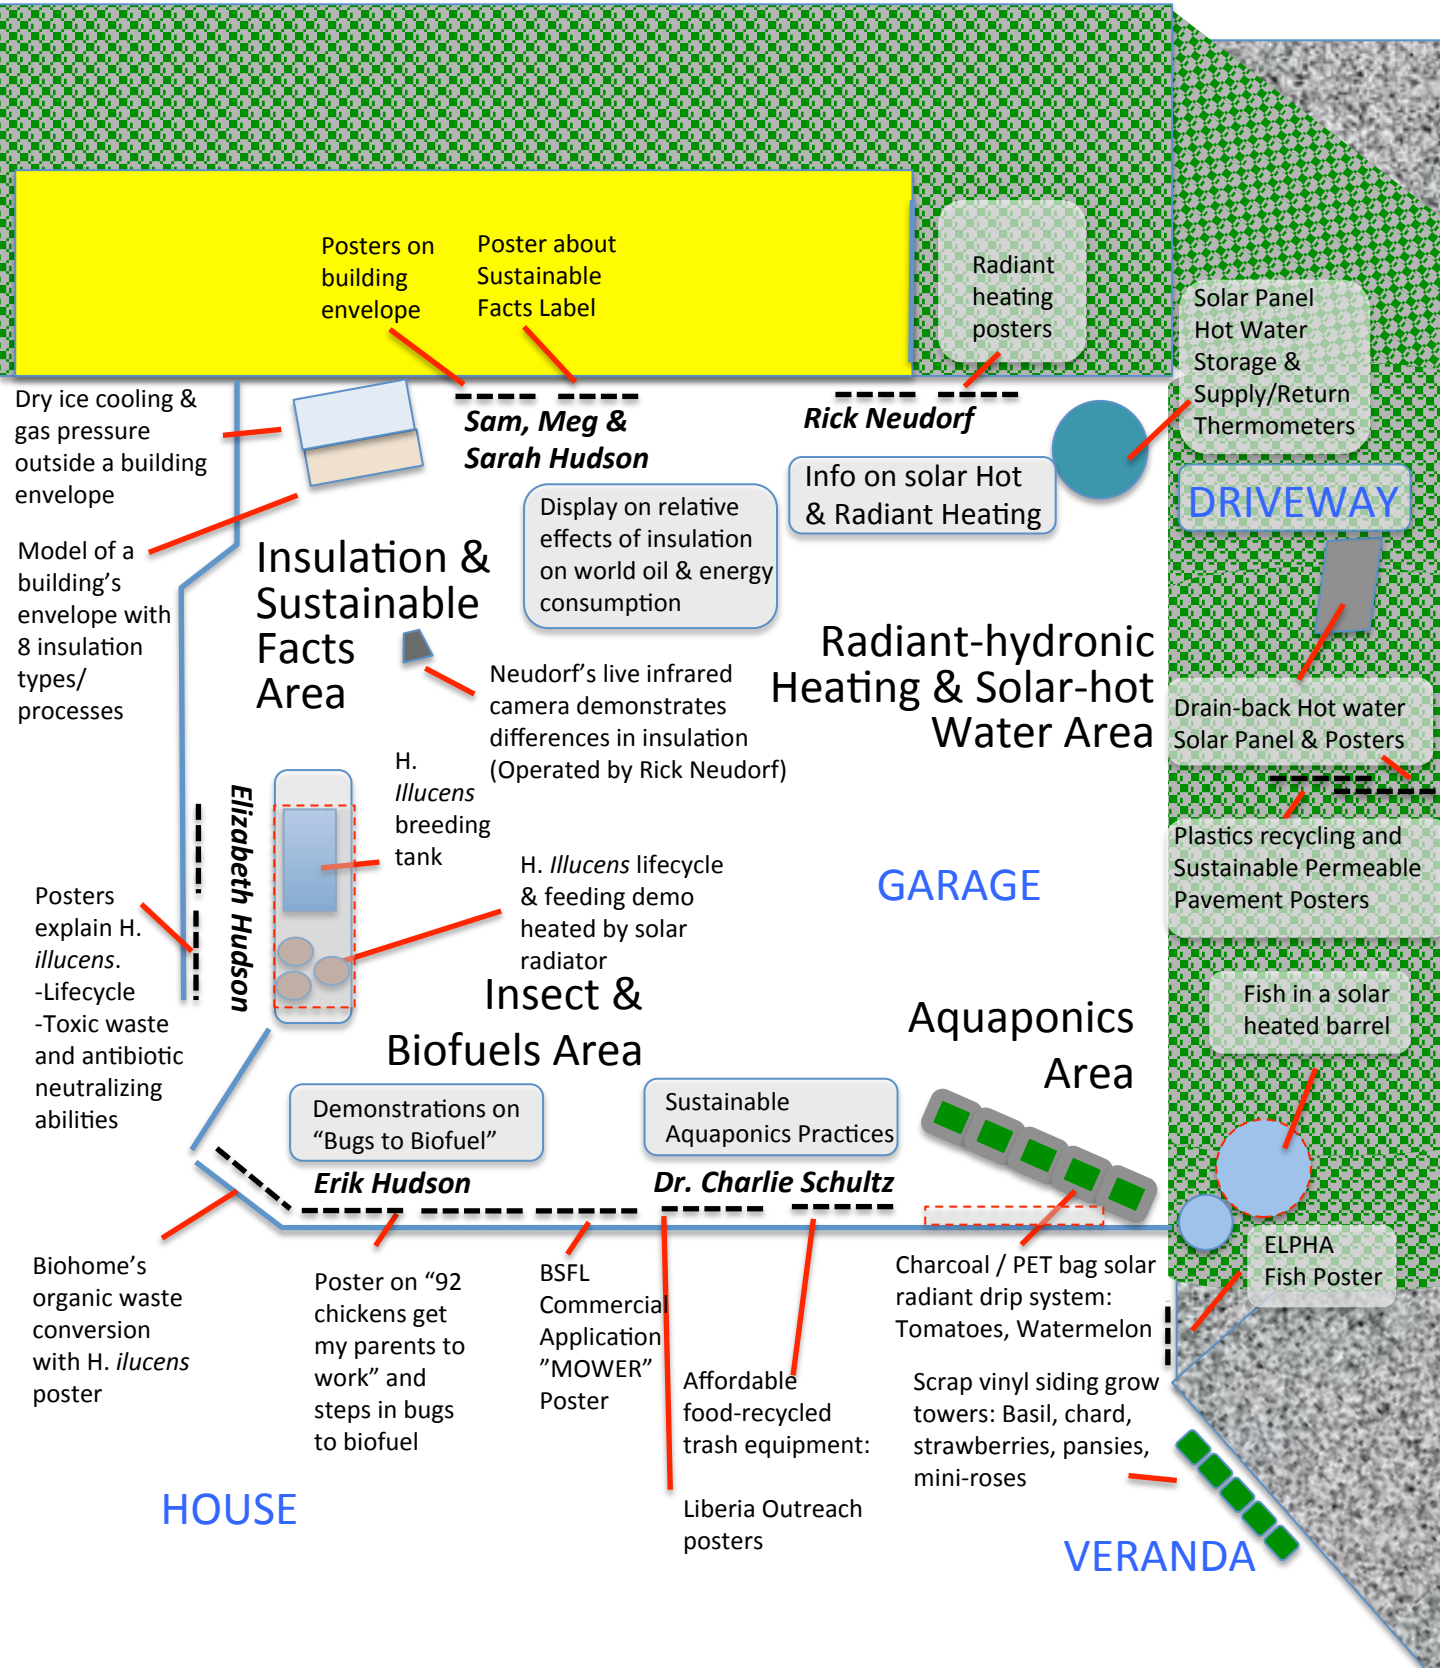 Posters on
building
envelope
Poster about
Sustainable
Facts Label
Radiant
heating
posters
Solar Panel
Hot Water
Storage &
Supply/Return
Thermometers
Dry ice cooling &
gas pressure
outside a building
envelope
Sam, Meg &
Sarah Hudson
Rick Neudorf
Info on solar Hot
& Radiant Heating
DRIVEWAY
Display on relative
effects of insulation
on world oil & energy
consumption
Model of a
building's
envelope with
8 insulation
types/
processes
Insulation &
Sustainable
Facts
Area
Radiant-hydronic
Heating & Solar-hot
Water Area
Neudorf's live infrared
camera demonstrates
differences in insulation
(Operated by Rick Neudorf)
Drain-back Hot water
Solar Panel & Posters
H.
Illucens
breeding
tank
Elizabeth Hudson
Plastics recycling and
Sustainable Permeable
Pavement Posters
H. Illucens lifecycle
& feeding demo
heated by solar
radiator
GARAGE
Posters
explain H.
illucens.
-Lifecycle
-Toxic waste
and antibiotic
neutralizing
abilities
Insect &
Biofuels Area
Aquaponics
Area
Fish in a solar
heated barrel
Demonstrations on
“Bugs to Biofuel”
Sustainable
Aquaponics Practices
Erik Hudson
Dr. Charlie Schultz
Biohome's
organic waste
conversion
with H. ilucens
poster
Poster on “92
chickens get
my parents to
work” and
steps in bugs
to biofuel
BSFL
Commercial
Application
”MOWER”
Poster
Affordable
food-recycled
trash equipment:
Liberia Outreach
posters
Charcoal / PET bag solar
radiant drip system:
Tomatoes, Watermelon
ELPHA
Fish Poster
Scrap vinyl siding grow
towers: Basil, chard,
strawberries, pansies,
mini-roses
HOUSE
VERANDA